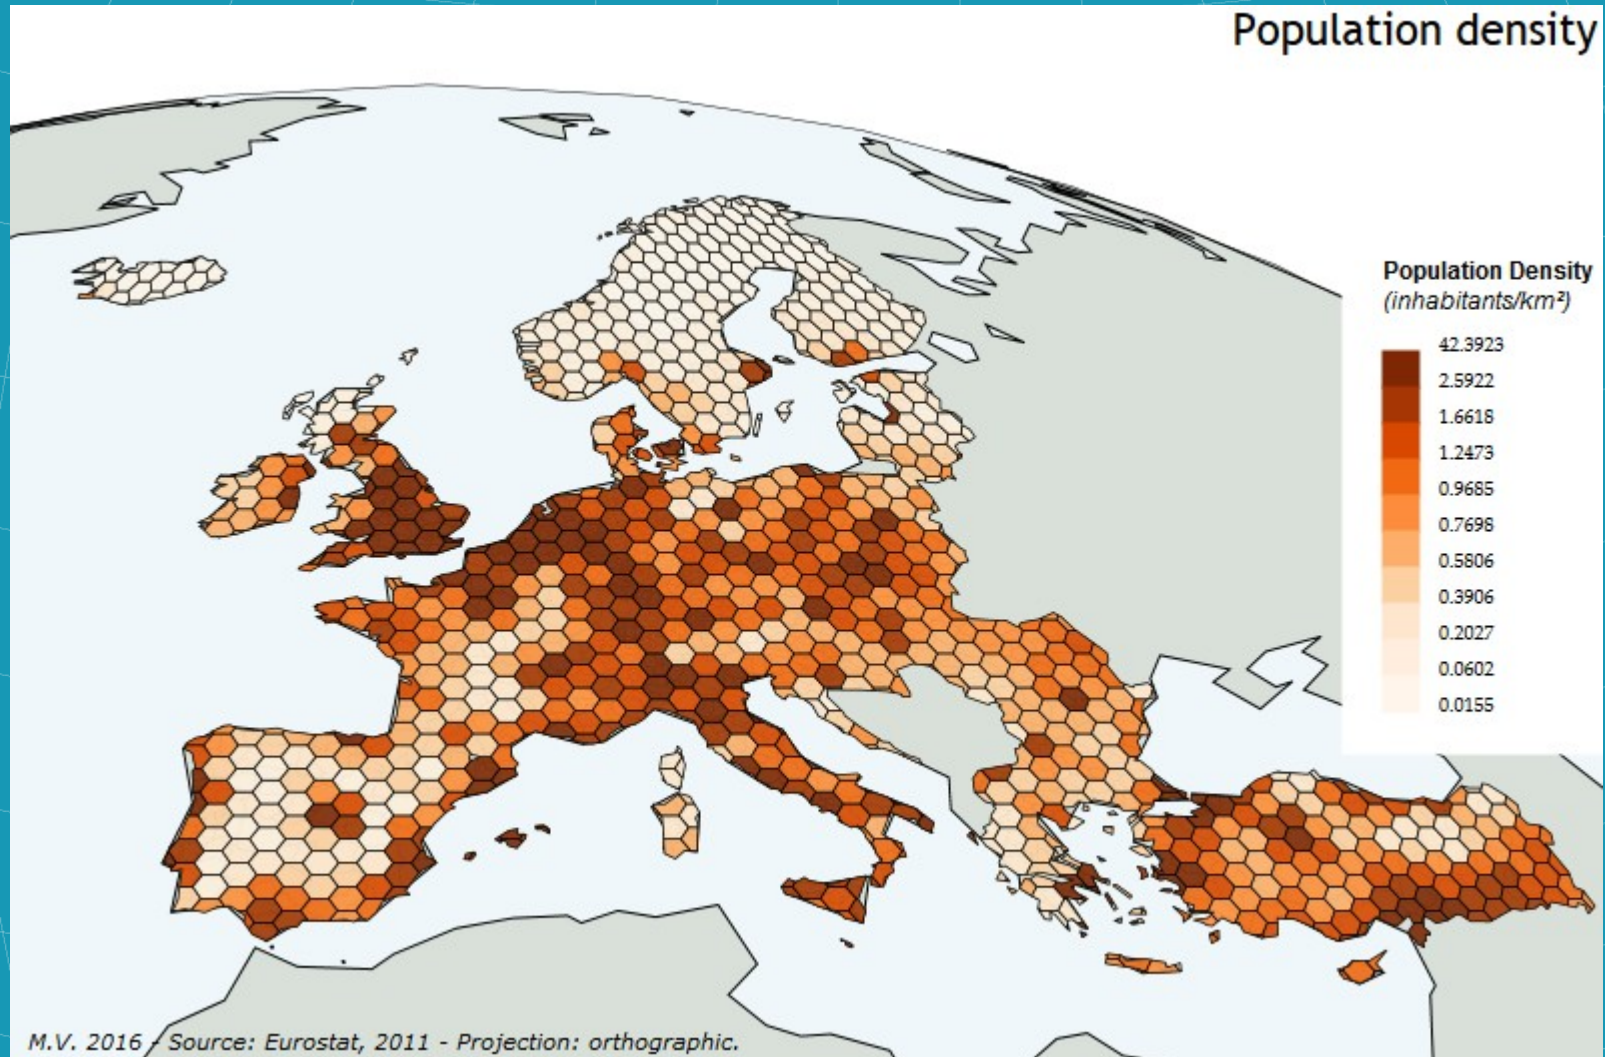 Population density
Population Density
(inhabitants/km²)
42.3923
2.5922
1.6618
1.2473
0.9685
0.7698
0.5806
0.3906
0.2027
0.0602
0.0155
M.V. 2016 - Source: Eurostat, 2011 - Projection: orthographic.